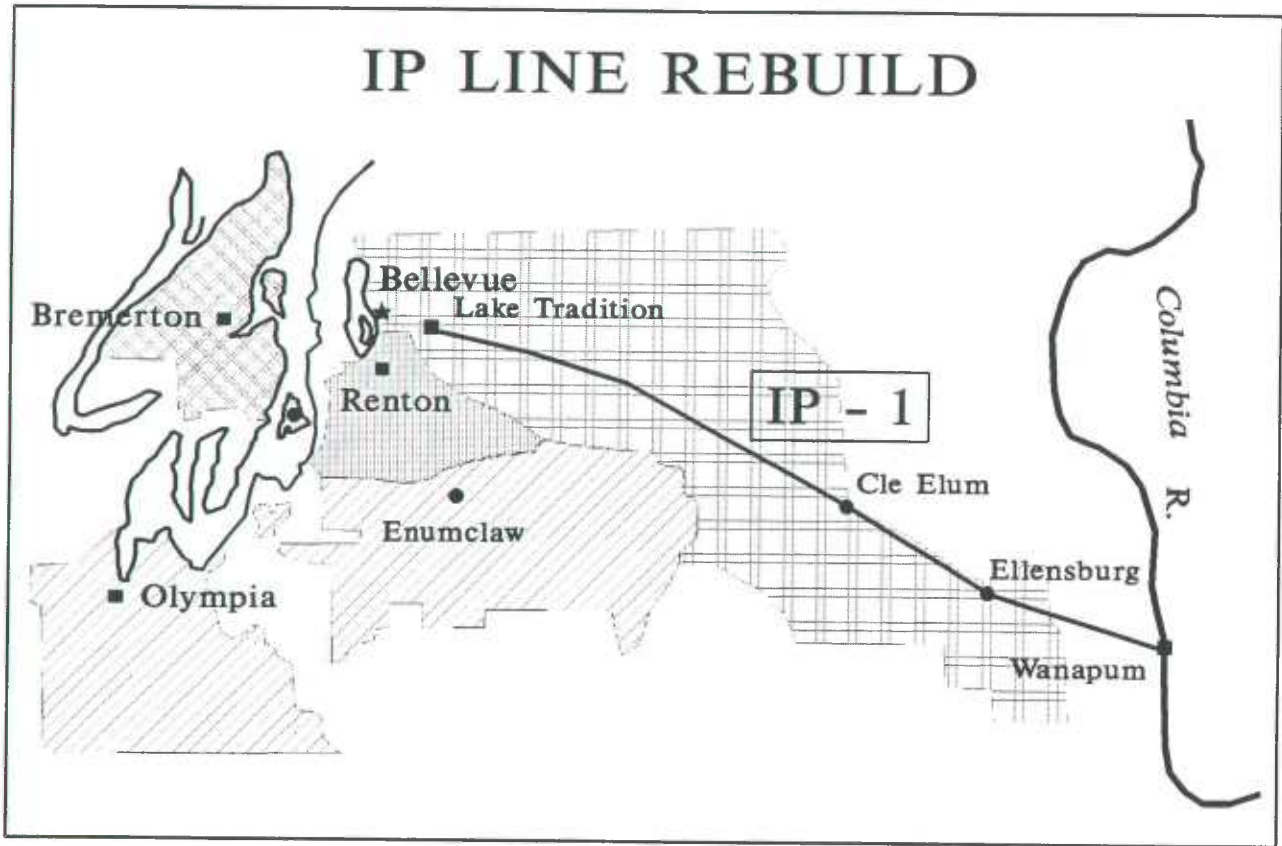 IP LINE REBUILD
Bellevue
Lake Tradition
Bremerton
Renton
IP - 1
Columbia R.
Cle Elum
Enumclaw
Ellensburg
Olympia
Wanapum